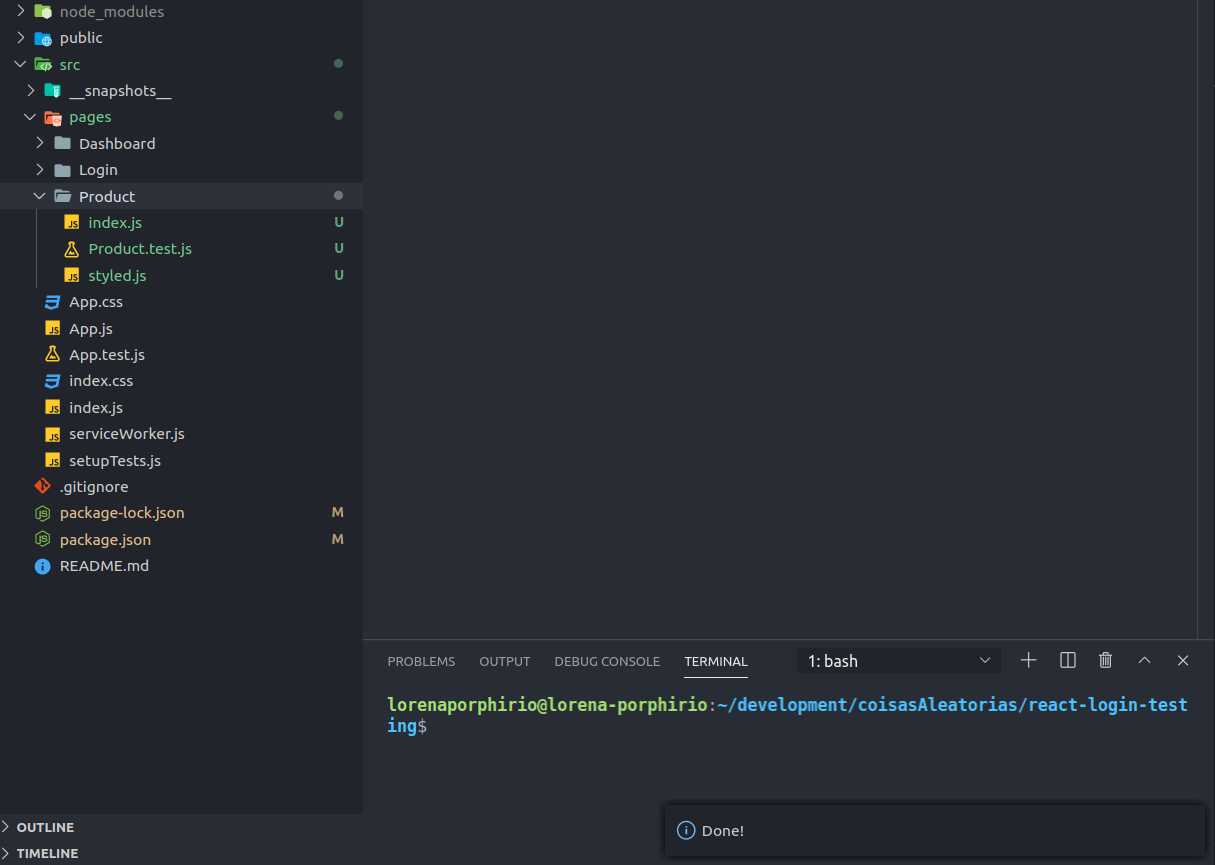 node_modules
public
src
__snapshots__
pages
Dashboard
Login
Product
index.js U
Product.test.js U
styled.js U
App.css
App.js
App.test.js
index.css
index.js
serviceWorker.js
setupTests.js
.gitignore
package-lock.json M
package.json M
README.md
OUTLINE
TIMELINE
PROBLEMS OUTPUT DEBUG CONSOLE TERMINAL 1: bash
lorenaporphirio@lorena-porphirio:~/development/coisasAleatorias/react-login-test
ing$
Done!